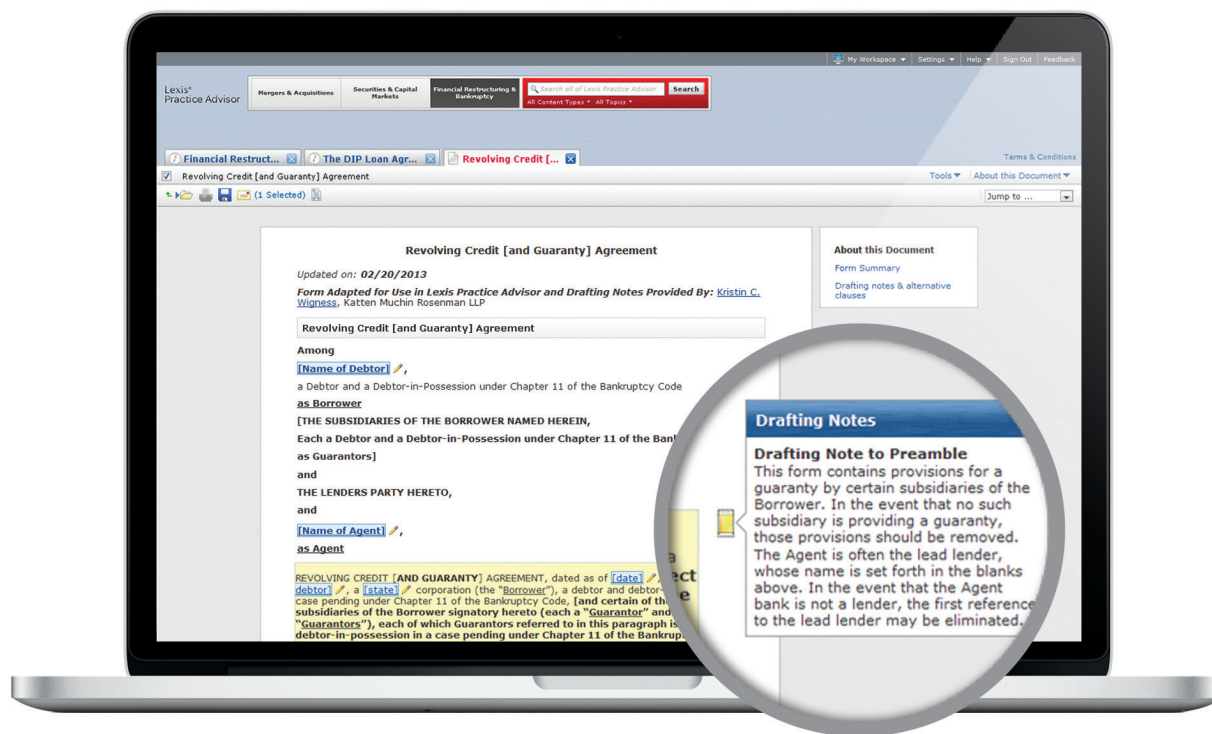 My Workspace Settings Help Sign Out Feedback
Lexis®
Practice Advisor
Mergers & Acquisitions
Securities & Capital
Markets
Financial Restructuring &
Bankruptcy
Search all of Lexis Practice Advisor Search
All Content Types All Topics
Financial Restruct...
The DIP Loan Agr...
Revolving Credit [...
Terms & Conditions
Revolving Credit [and Guaranty] Agreement
Tools About this Document
(1 Selected)
Jump to ...
Revolving Credit [and Guaranty] Agreement
Updated on: 02/20/2013
Form Adapted for Use in Lexis Practice Advisor and Drafting Notes Provided By: Kristin C.
Wigness, Katten Muchin Rosenman LLP
Revolving Credit [and Guaranty] Agreement
Among
[Name of Debtor] ,
a Debtor and a Debtor-in-Possession under Chapter 11 of the Bankruptcy Code
as Borrower
[THE SUBSIDIARIES OF THE BORROWER NAMED HEREIN,
Each a Debtor and a Debtor-in-Possession under Chapter 11 of the Ban
as Guarantors]
and
THE LENDERS PARTY HERETO,
and
[Name of Agent] ,
as Agent
REVOLVING CREDIT [AND GUARANTY] AGREEMENT, dated as of [date]
debtor] , a [state] corporation (the "Borrower"), a debtor and debtor-
case pending under Chapter 11 of the Bankruptcy Code, [and certain of the
subsidiaries of the Borrower signatory hereto (each a "Guarantor" and
"Guarantors"), each of which Guarantors referred to in this paragraph is
debtor-in-possession in a case pending under Chapter 11 of the Bankrup
About this Document
Form Summary
Drafting notes & alternative
clauses
a
ect
e
Drafting Notes
Drafting Note to Preamble
This form contains provisions for a
guaranty by certain subsidiaries of the
Borrower. In the event that no such
subsidiary is providing a guaranty,
those provisions should be removed.
The Agent is often the lead lender,
whose name is set forth in the blanks
above. In the event that the Agent
bank is not a lender, the first reference
to the lead lender may be eliminated.